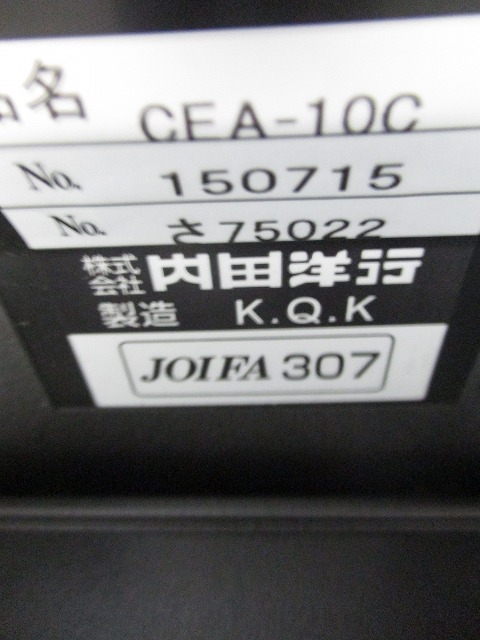 品名 CEA-10C
No. 150715
No. さ75022
株式会社 内田洋行
製造 K.Q.K
JOIFA 307